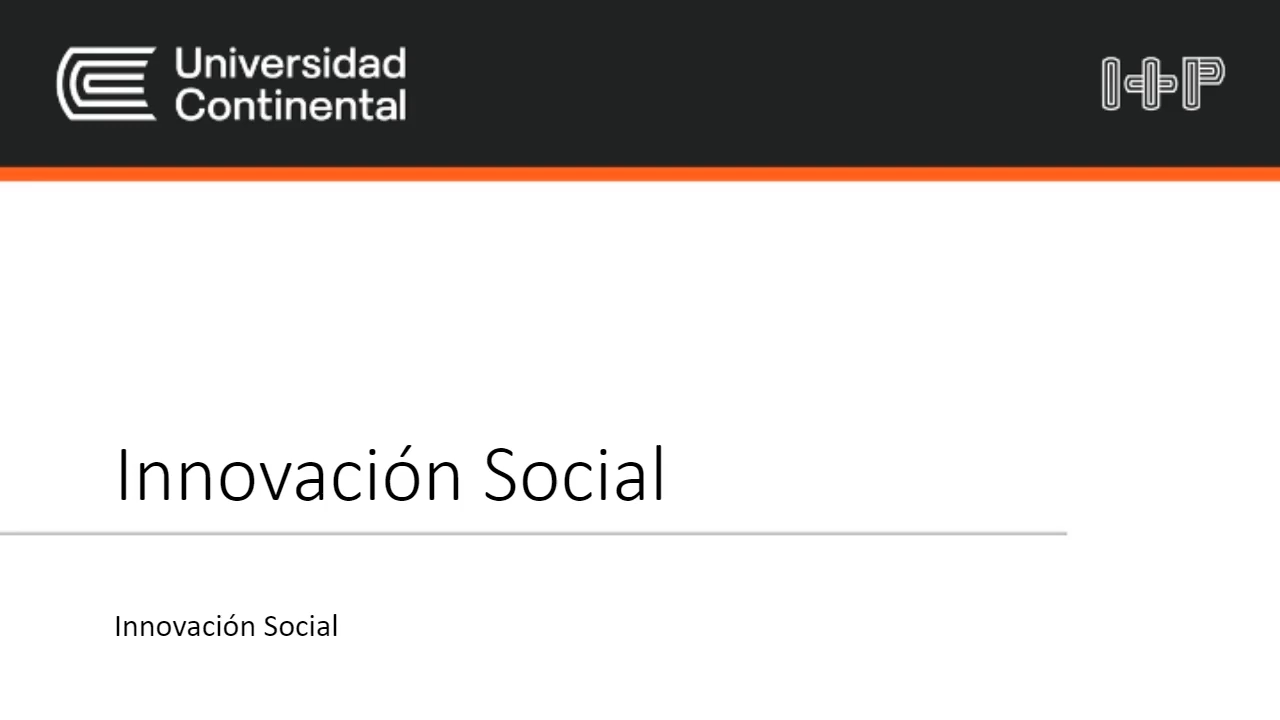 Universidad
Continental
I+P
Innovación Social
Innovación Social